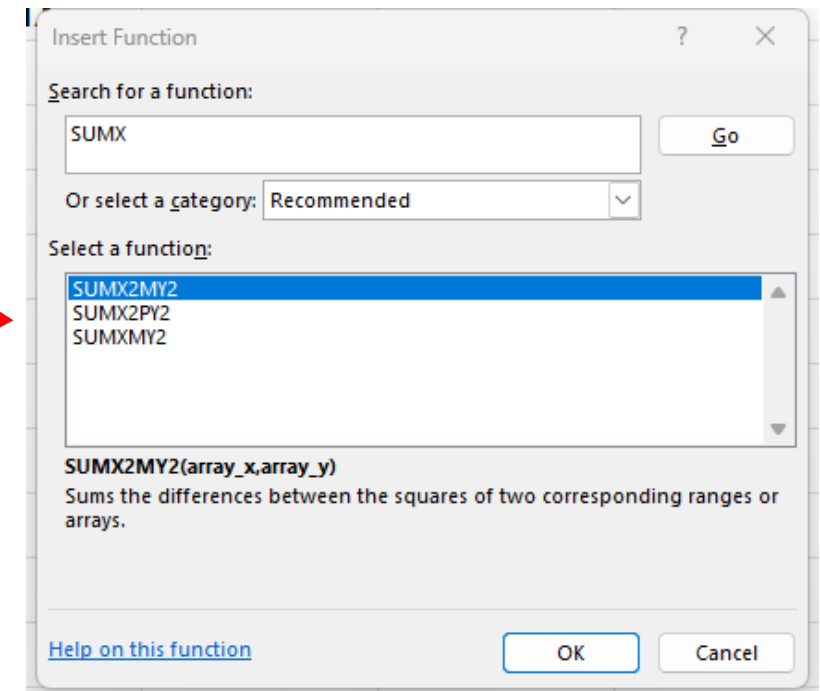 Insert Function ? ×
Search for a function:
SUMX
Go
Or select a category: Recommended
Select a function:
SUMX2MY2
SUMX2PY2
SUMXMY2
SUMX2MY2(array_x,array_y)
Sums the differences between the squares of two corresponding ranges or
arrays.
Help on this function
OK Cancel